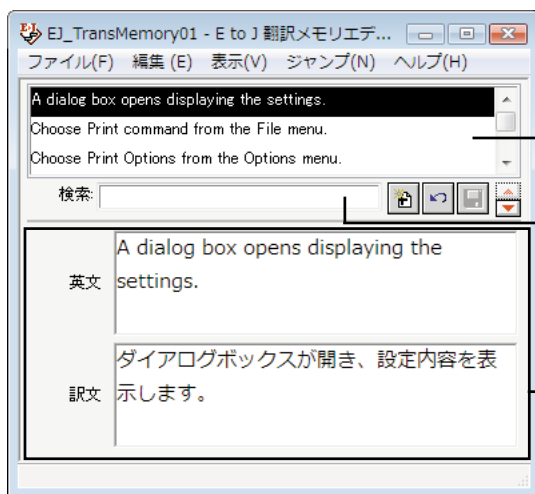 EJ_TransMemory01 - E to J 翻訳メモリエデ...
ファイル(F) 編集 (E) 表示(V) ジャンプ(N) ヘルプ(H)
A dialog box opens displaying the settings.
Choose Print command from the File menu.
Choose Print Options from the Options menu.
検索:
英文
A dialog box opens displaying the
settings.
訳文
ダイアログボックスが開き、設定内容を表
示します。